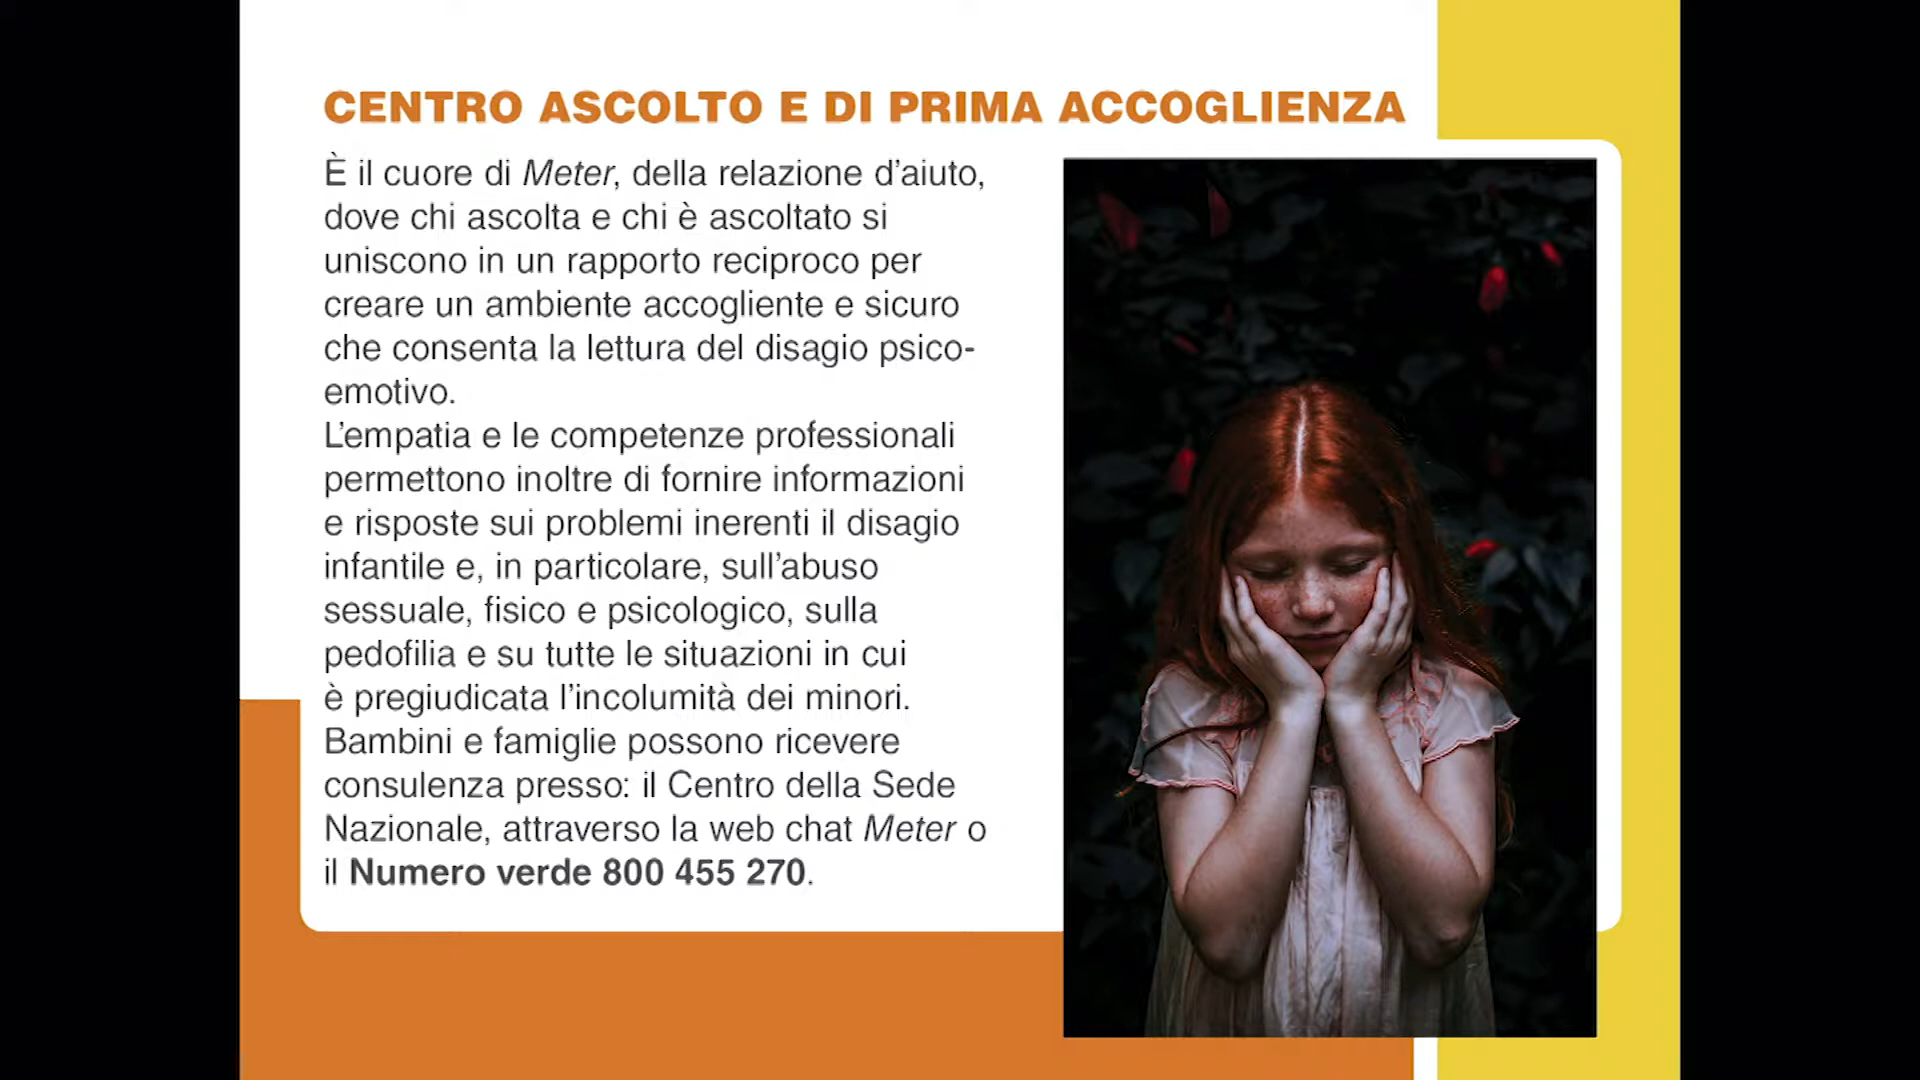 CENTRO ASCOLTO E DI PRIMA ACCOGLIENZA
È il cuore di Meter, della relazione d’aiuto,
dove chi ascolta e chi è ascoltato si
uniscono in un rapporto reciproco per
creare un ambiente accogliente e sicuro
che consenta la lettura del disagio psico-
emotivo.
L’empatia e le competenze professionali
permettono inoltre di fornire informazioni
e risposte sui problemi inerenti il disagio
infantile e, in particolare, sull’abuso
sessuale, fisico e psicologico, sulla
pedofilia e su tutte le situazioni in cui
è pregiudicata l’incolumità dei minori.
Bambini e famiglie possono ricevere
consulenza presso: il Centro della Sede
Nazionale, attraverso la web chat Meter o
il Numero verde 800 455 270.